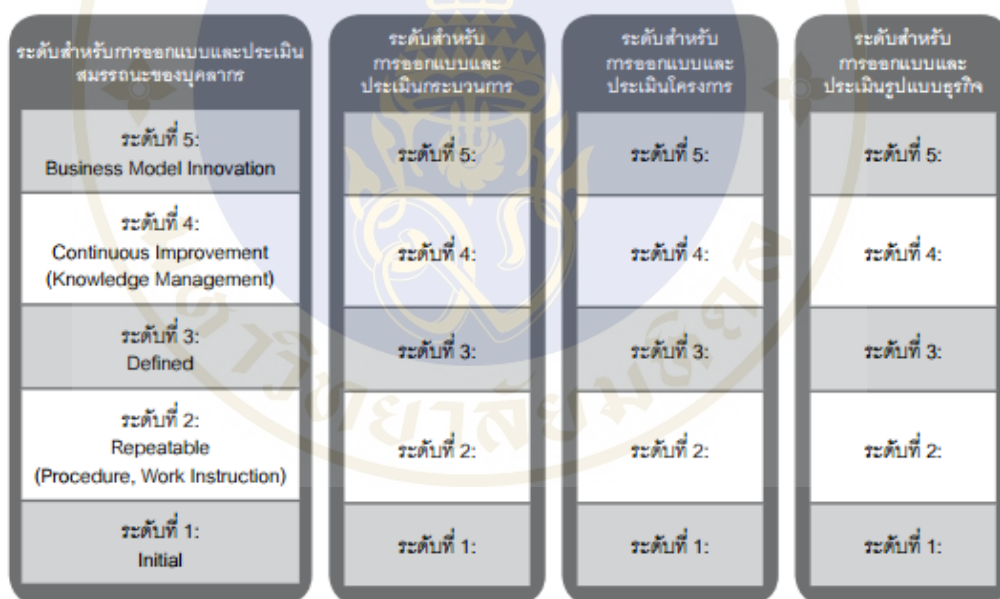 ระดับสำหรับการออกแบบและประเมิน
สมรรถนะของบุคลากร
ระดับที่ 5:
Business Model Innovation
ระดับที่ 4:
Continuous Improvement
(Knowledge Management)
ระดับที่ 3:
Defined
ระดับที่ 2:
Repeatable
(Procedure, Work Instruction)
ระดับที่ 1:
Initial
ระดับสำหรับ
การออกแบบและ
ประเมินกระบวนการ
ระดับที่ 5:
ระดับที่ 4:
ระดับที่ 3:
ระดับที่ 2:
ระดับที่ 1:
ระดับสำหรับ
การออกแบบและ
ประเมินโครงการ
ระดับที่ 5:
ระดับที่ 4:
ระดับที่ 3:
ระดับที่ 2:
ระดับที่ 1:
ระดับสำหรับ
การออกแบบและ
ประเมินรูปแบบธุรกิจ
ระดับที่ 5:
ระดับที่ 4:
ระดับที่ 3:
ระดับที่ 2:
ระดับที่ 1: